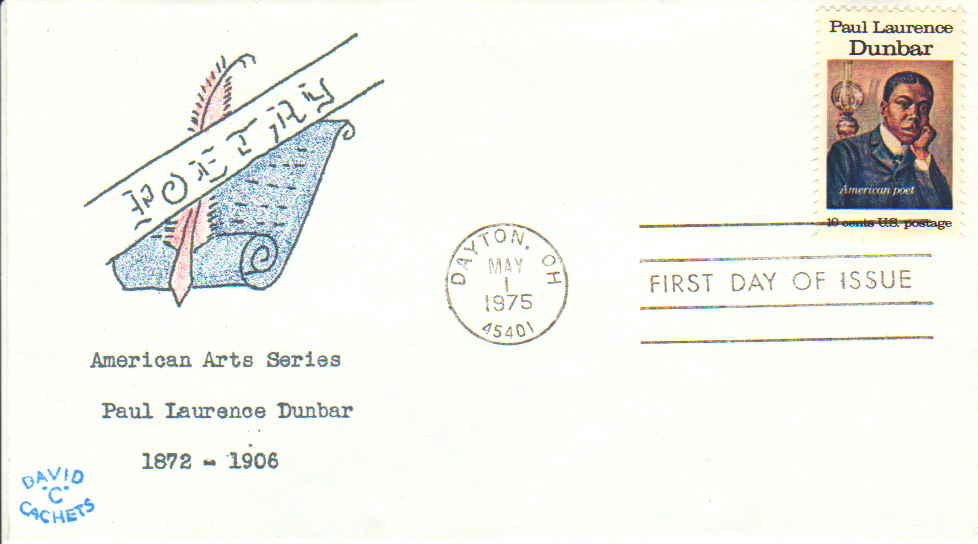 Paul Laurence
Dunbar
American poet
10 cents U.S. postage
POETRY
DAYTON, OH
MAY
1
1975
45401
FIRST DAY OF ISSUE
American Arts Series
Paul Laurence Dunbar
1872 - 1906
DAVID
"C"
CACHETS